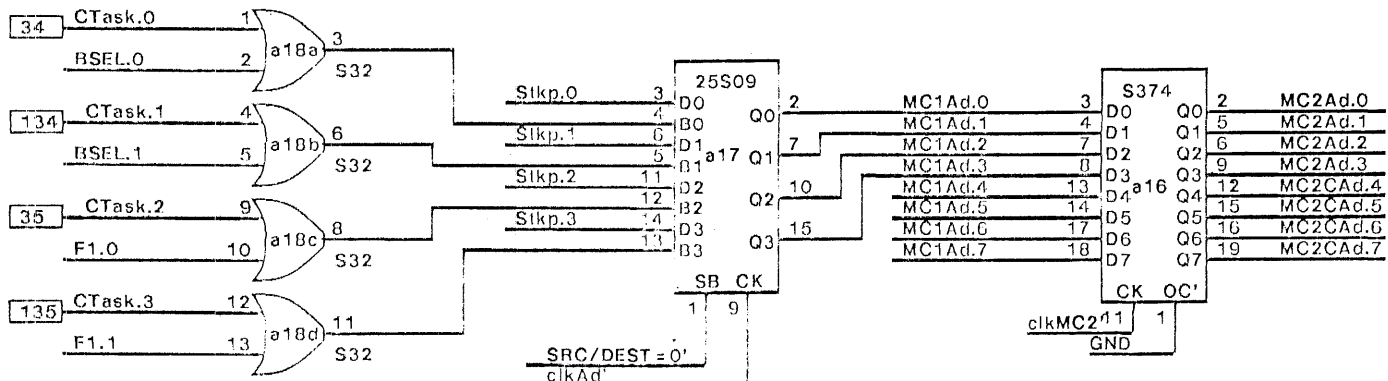 34 CTask.0 1
a18a 3
BSEL.0 2
S32
134 CTask.1 4
a18b 6
BSEL.1 5
S32
35 CTask.2 9
a18c 8
F1.0 10
S32
135 CTask.3 12
a18d 11
F1.1 13
S32
25S09
Stkp.0 3 D0 Q0 2
4 B0
Stkp.1 6 D1 Q1 7
5 B1
a17
Stkp.2 11 D2 Q2 10
12 B2
Stkp.3 14 D3 Q3 15
13 B3
SB CK
1 9
SRC/DEST = 0'
clkAd'
S374
MC1Ad.0 3 D0 Q0 2 MC2Ad.0
MC1Ad.1 4 D1 Q1 5 MC2Ad.1
MC1Ad.2 7 D2 Q2 6 MC2Ad.2
MC1Ad.3 8 D3 Q3 9 MC2Ad.3
MC1Ad.4 13 D4 a16 Q4 12 MC2CAd.4
MC1Ad.5 14 D5 Q5 15 MC2CAd.5
MC1Ad.6 17 D6 Q6 16 MC2CAd.6
MC1Ad.7 18 D7 Q7 19 MC2CAd.7
CK OC'
clkMC2' 11 1
GND